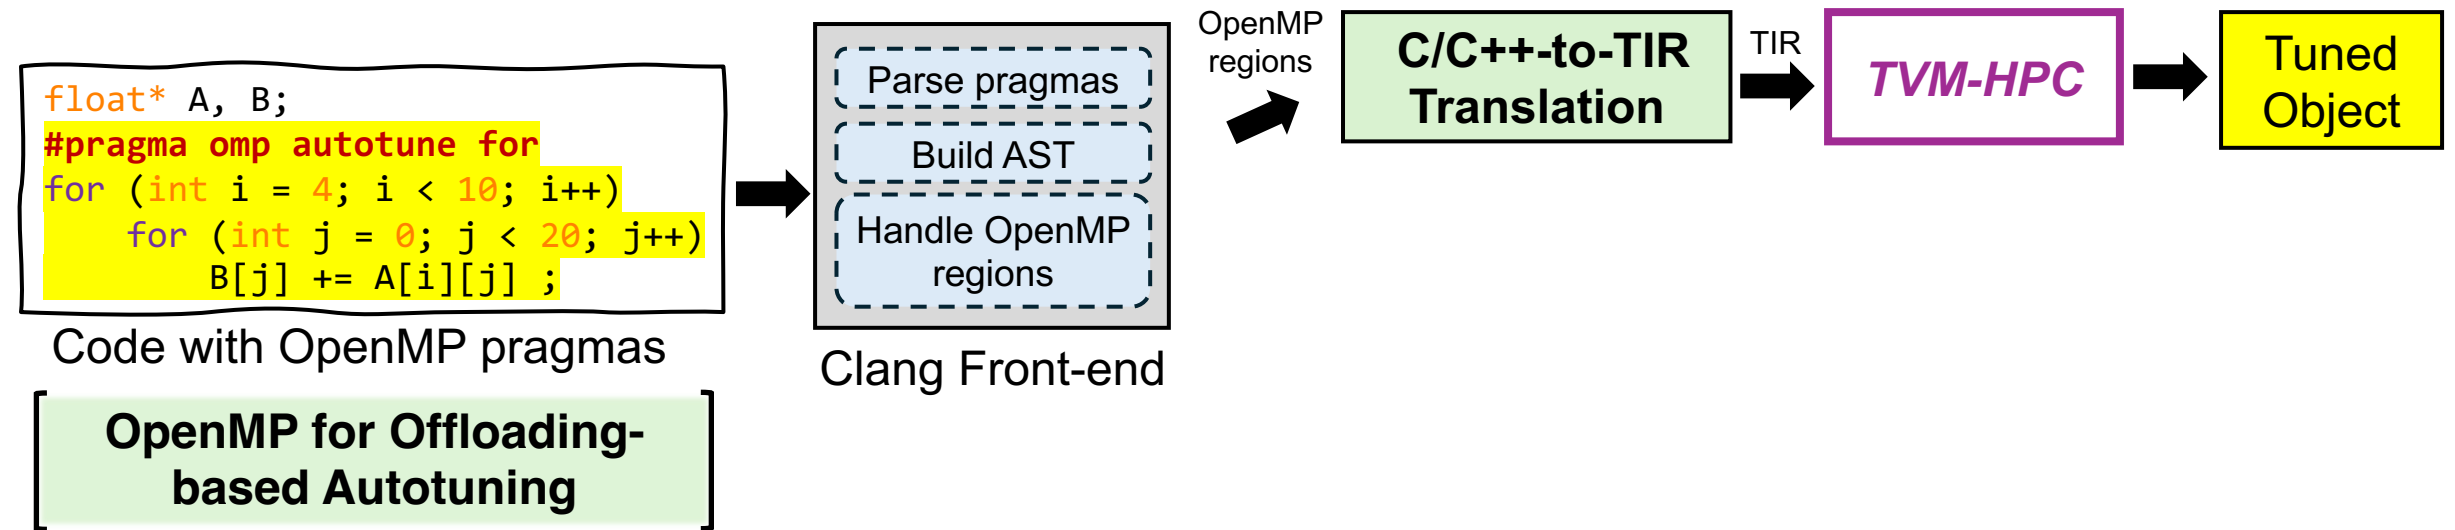 float* A, B;
#pragma omp autotune for
for (int i = 4; i < 10; i++)
for (int j = 0; j < 20; j++)
B[j] += A[i][j] ;
Code with OpenMP pragmas
OpenMP for Offloading-
based Autotuning
Parse pragmas
Build AST
Handle OpenMP
regions
Clang Front-end
OpenMP
regions
C/C++-to-TIR
Translation
TIR
TVM-HPC
Tuned
Object